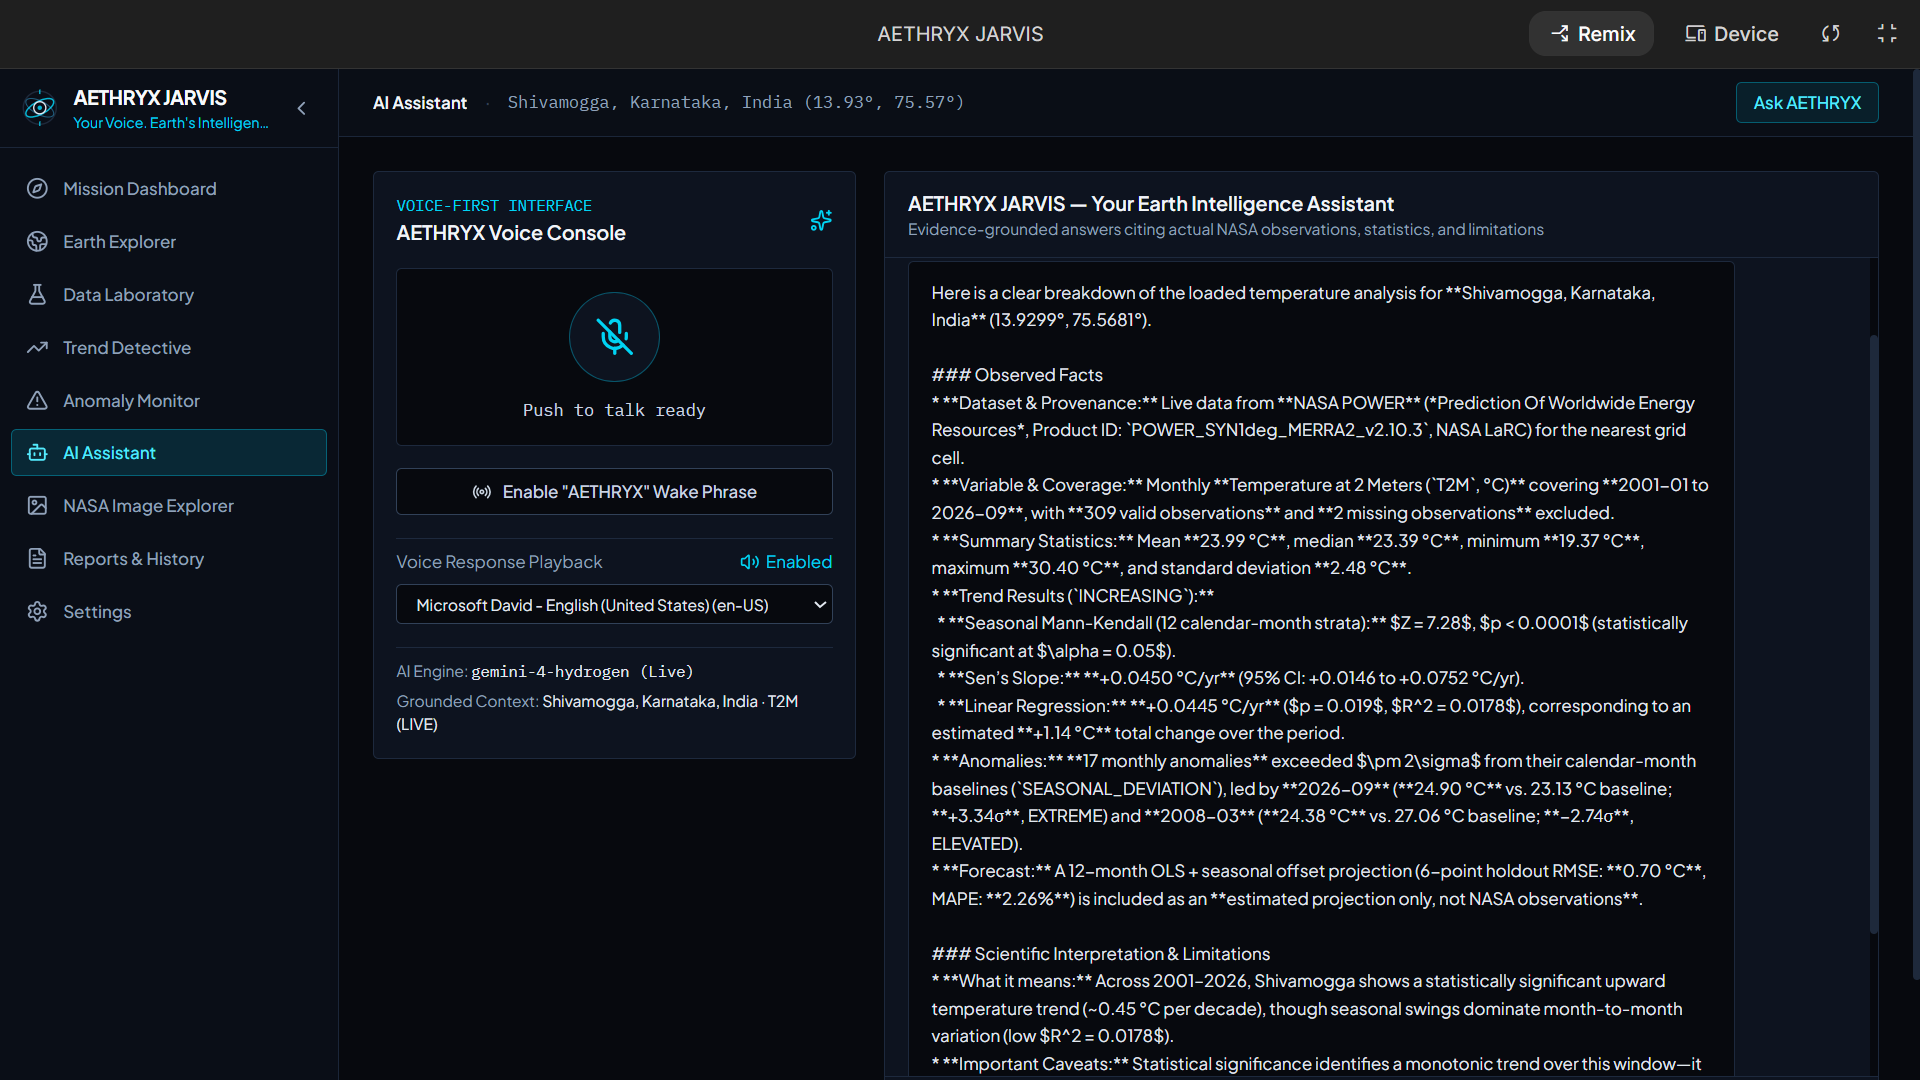 AETHRYX JARVIS
Remix
Device
AETHRYX JARVIS
Your Voice. Earth's Intelligen...
Mission Dashboard
Earth Explorer
Data Laboratory
Trend Detective
Anomaly Monitor
AI Assistant
NASA Image Explorer
Reports & History
Settings
AI Assistant · Shivamogga, Karnataka, India (13.93°, 75.57°)
Ask AETHRYX
VOICE-FIRST INTERFACE
AETHRYX Voice Console
Push to talk ready
Enable "AETHRYX" Wake Phrase
Voice Response Playback
Enabled
Microsoft David - English (United States) (en-US)
AI Engine: gemini-4-hydrogen (Live)
Grounded Context: Shivamogga, Karnataka, India · T2M
(LIVE)
AETHRYX JARVIS — Your Earth Intelligence Assistant
Evidence-grounded answers citing actual NASA observations, statistics, and limitations
Here is a clear breakdown of the loaded temperature analysis for **Shivamogga, Karnataka,
India** (13.9299°, 75.5681°).
### Observed Facts
* **Dataset & Provenance:** Live data from **NASA POWER** (*Prediction Of Worldwide Energy
Resources*, Product ID: `POWER_SYN1deg_MERRA2_v2.10.3`, NASA LaRC) for the nearest grid
cell.
* **Variable & Coverage:** Monthly **Temperature at 2 Meters (`T2M`, °C)** covering **2001–01 to
2026–09**, with **309 valid observations** and **2 missing observations** excluded.
* **Summary Statistics:** Mean **23.99 °C**, median **23.39 °C**, minimum **19.37 °C**,
maximum **30.40 °C**, and standard deviation **2.48 °C**.
* **Trend Results (`INCREASING`):**
* **Seasonal Mann-Kendall (12 calendar-month strata):** $Z = 7.28$, $p < 0.0001$ (statistically
significant at $\alpha = 0.05$).
* **Sen’s Slope:** **+0.0450 °C/yr** (95% CI: +0.0146 to +0.0752 °C/yr).
* **Linear Regression:** **+0.0445 °C/yr** ($p = 0.019$, $R^2 = 0.0178$), corresponding to an
estimated **+1.14 °C** total change over the period.
* **Anomalies:** **17 monthly anomalies** exceeded $\pm 2\sigma$ from their calendar-month
baselines (`SEASONAL_DEVIATION`), led by **2026–09** (**24.90 °C** vs. 23.13 °C baseline;
**+3.34σ**, EXTREME) and **2008–03** (**24.38 °C** vs. 27.06 °C baseline; **−2.74σ**,
ELEVATED).
* **Forecast:** A 12–month OLS + seasonal offset projection (6–point holdout RMSE: **0.70 °C**,
MAPE: **2.26%**) is included as an **estimated projection only, not NASA observations**.
### Scientific Interpretation & Limitations
* **What it means:** Across 2001–2026, Shivamogga shows a statistically significant upward
temperature trend (~0.45 °C per decade), though seasonal swings dominate month-to-month
variation (low $R^2 = 0.0178$).
* **Important Caveats:** Statistical significance identifies a monotonic trend over this window—it